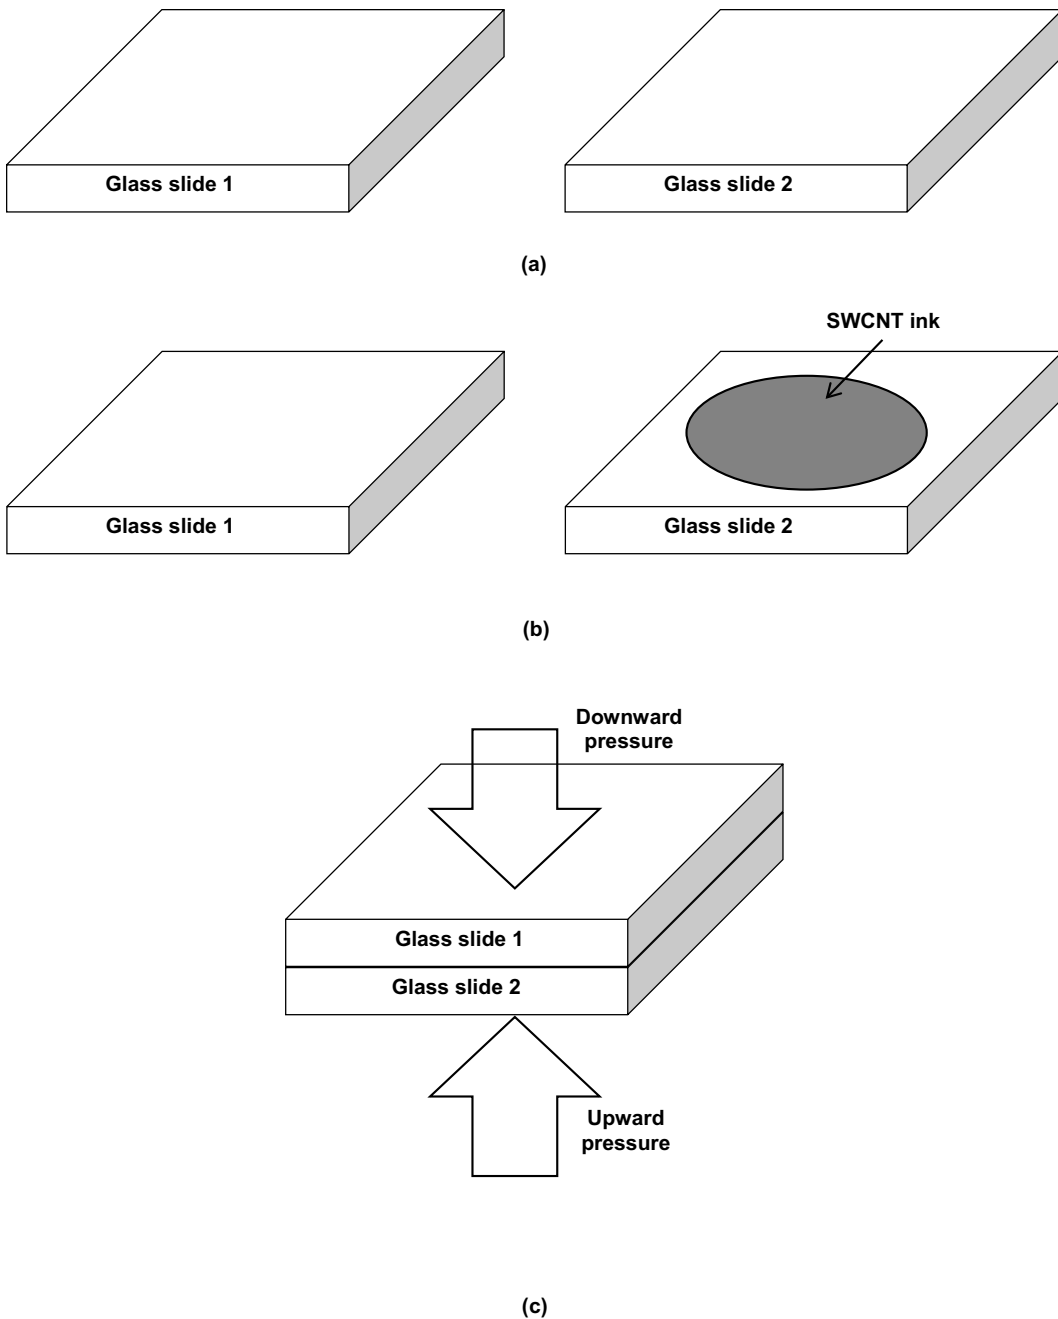 Glass slide 1
Glass slide 2
(a)
SWCNT ink
Glass slide 1
Glass slide 2
(b)
Downward
pressure
Glass slide 1
Glass slide 2
Upward
pressure
(c)